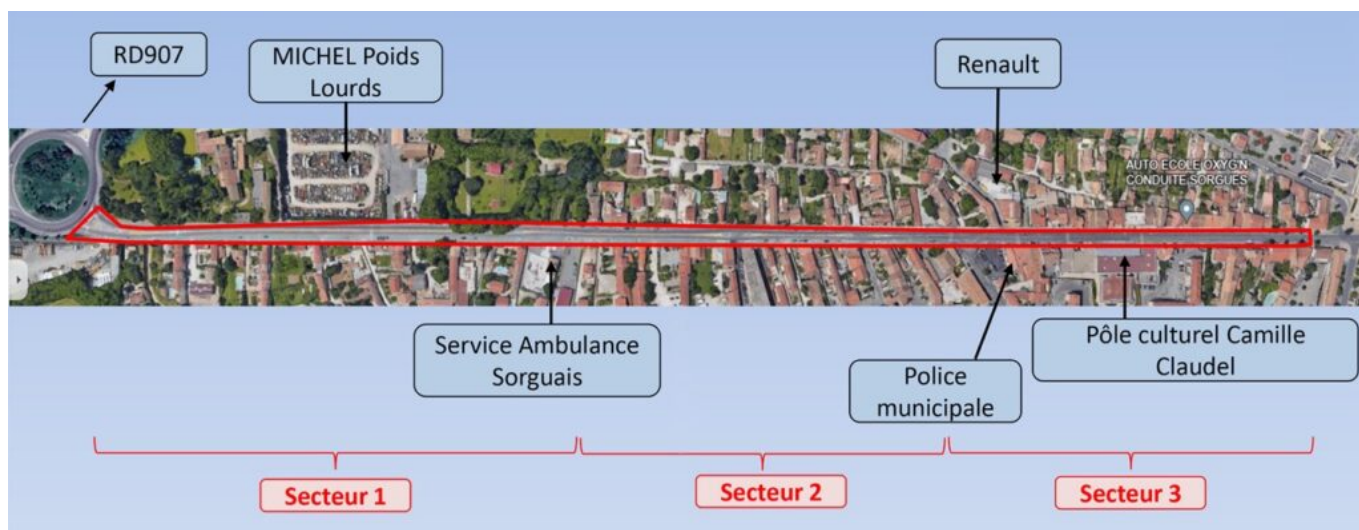 RD907
MICHEL Poids
Lourds
Renault
AUTO ECOLE OXYG'N
CONDUITE SORGUES
Service Ambulance
Sorguais
Police
municipale
Pôle culturel Camille
Claudel
Secteur 1
Secteur 2
Secteur 3